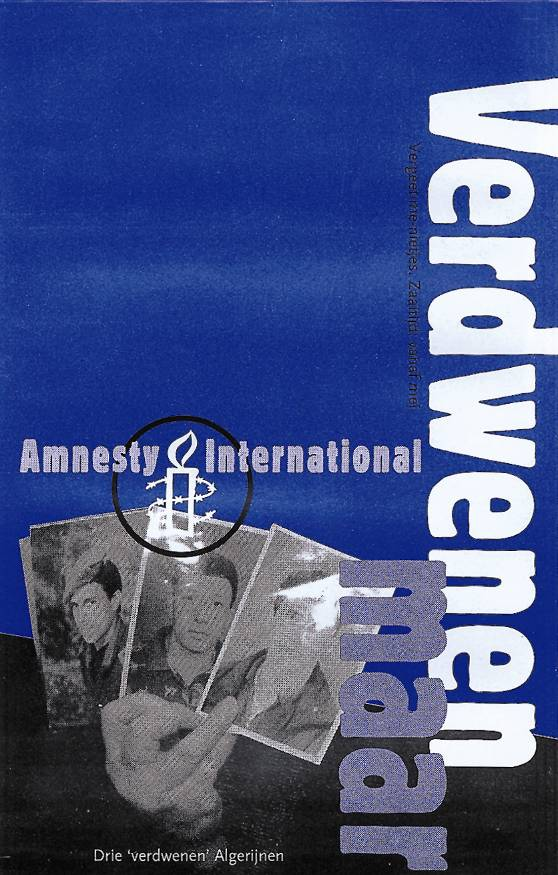 Verdwenen
maar
Vergeet-me-nietjes. Zaaitijd: vanaf mei
Amnesty International
Drie ‘verdwenen’ Algerijnen